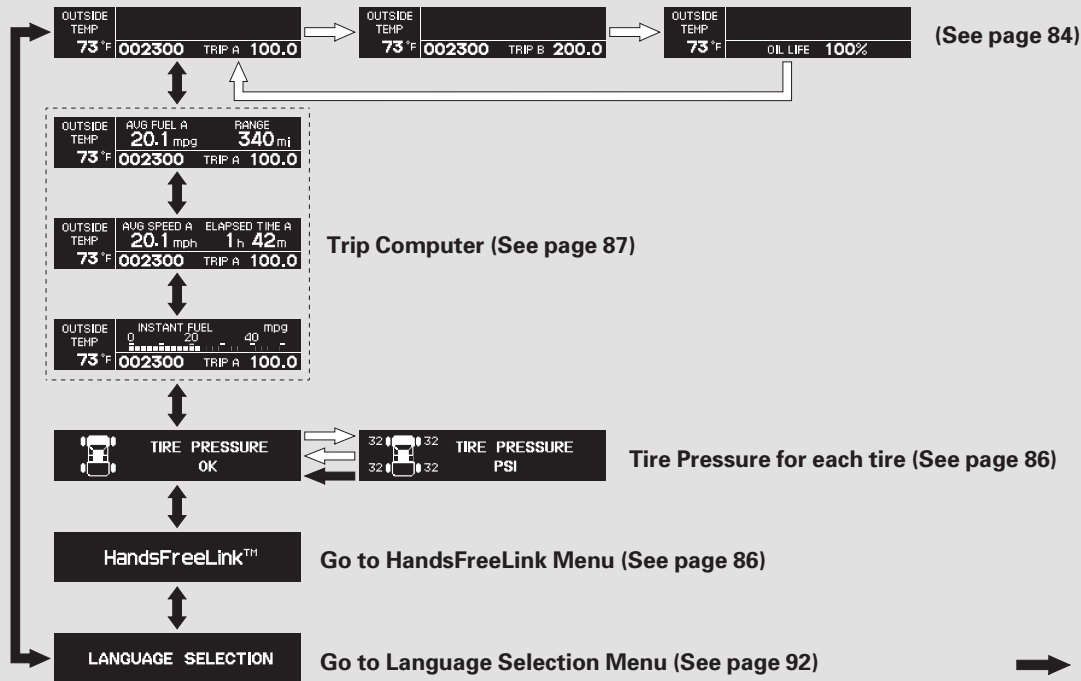 OUTSIDE TEMP 73°F 002300 TRIP A 100.0
OUTSIDE TEMP 73°F 002300 TRIP B 200.0
OUTSIDE TEMP 73°F OIL LIFE 100%
(See page 84)
OUTSIDE TEMP 73°F AVG FUEL A 20.1 mpg RANGE 340 mi
002300 TRIP A 100.0
OUTSIDE TEMP 73°F AVG SPEED A 20.1 mph ELAPSED TIME A 1h 42m
002300 TRIP A 100.0
Trip Computer (See page 87)
OUTSIDE TEMP 73°F INSTANT FUEL mpg
0 20 40
002300 TRIP A 100.0
TIRE PRESSURE
OK
32 32
TIRE PRESSURE
32 32
PSI
Tire Pressure for each tire (See page 86)
HandsFreeLink™
Go to HandsFreeLink Menu (See page 86)
LANGUAGE SELECTION
Go to Language Selection Menu (See page 92)